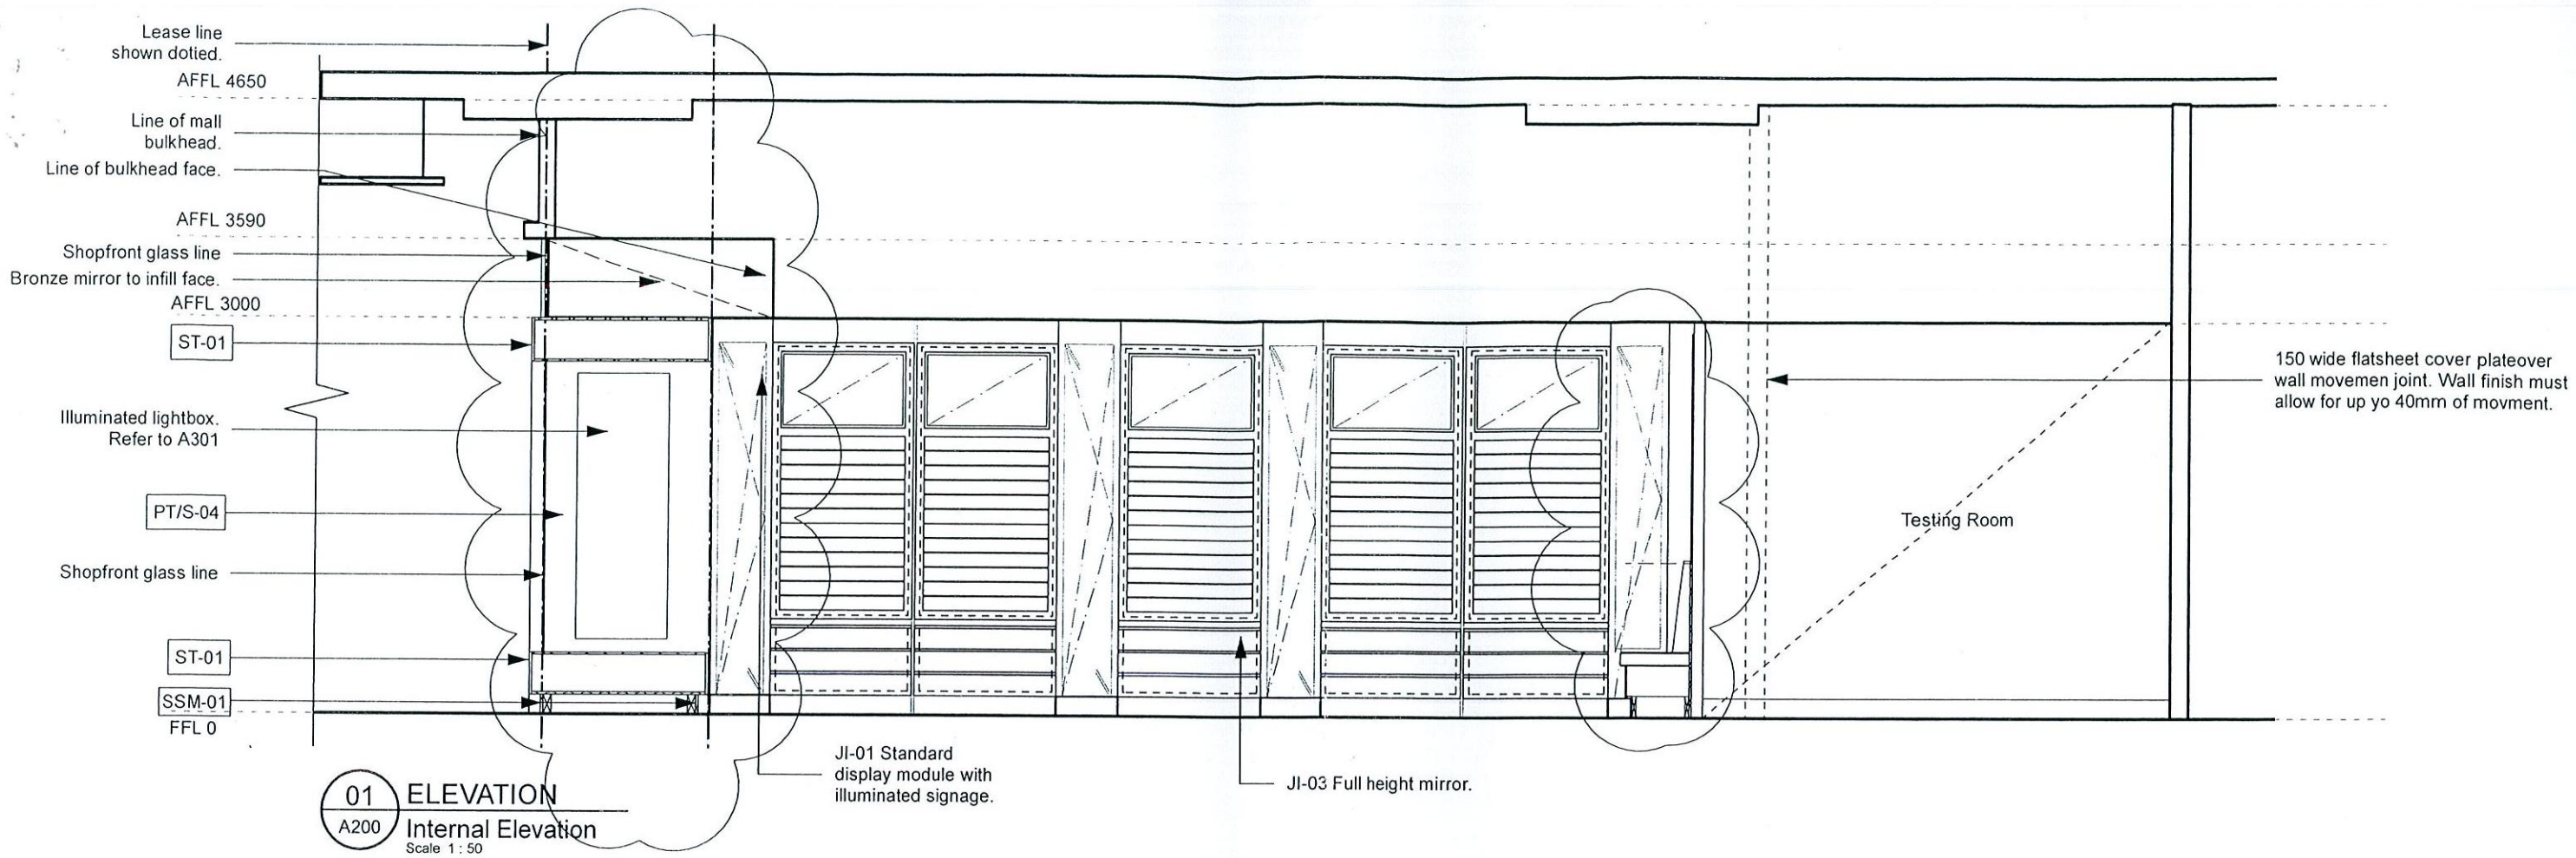 Lease line
shown dotied.
AFFL 4650
Line of mall
bulkhead.
Line of bulkhead face.
AFFL 3590
Shopfront glass line
Bronze mirror to infill face.
AFFL 3000
ST-01
Illuminated lightbox.
Refer to A301
PT/S-04
Shopfront glass line
ST-01
SSM-01
FFL 0
150 wide flatsheet cover plateover
wall movemen joint. Wall finish must
allow for up yo 40mm of movment.
Testing Room
JI-01 Standard
display module with
illuminated signage.
JI-03 Full height mirror.
01
A200
ELEVATION
Internal Elevation
Scale 1 : 50